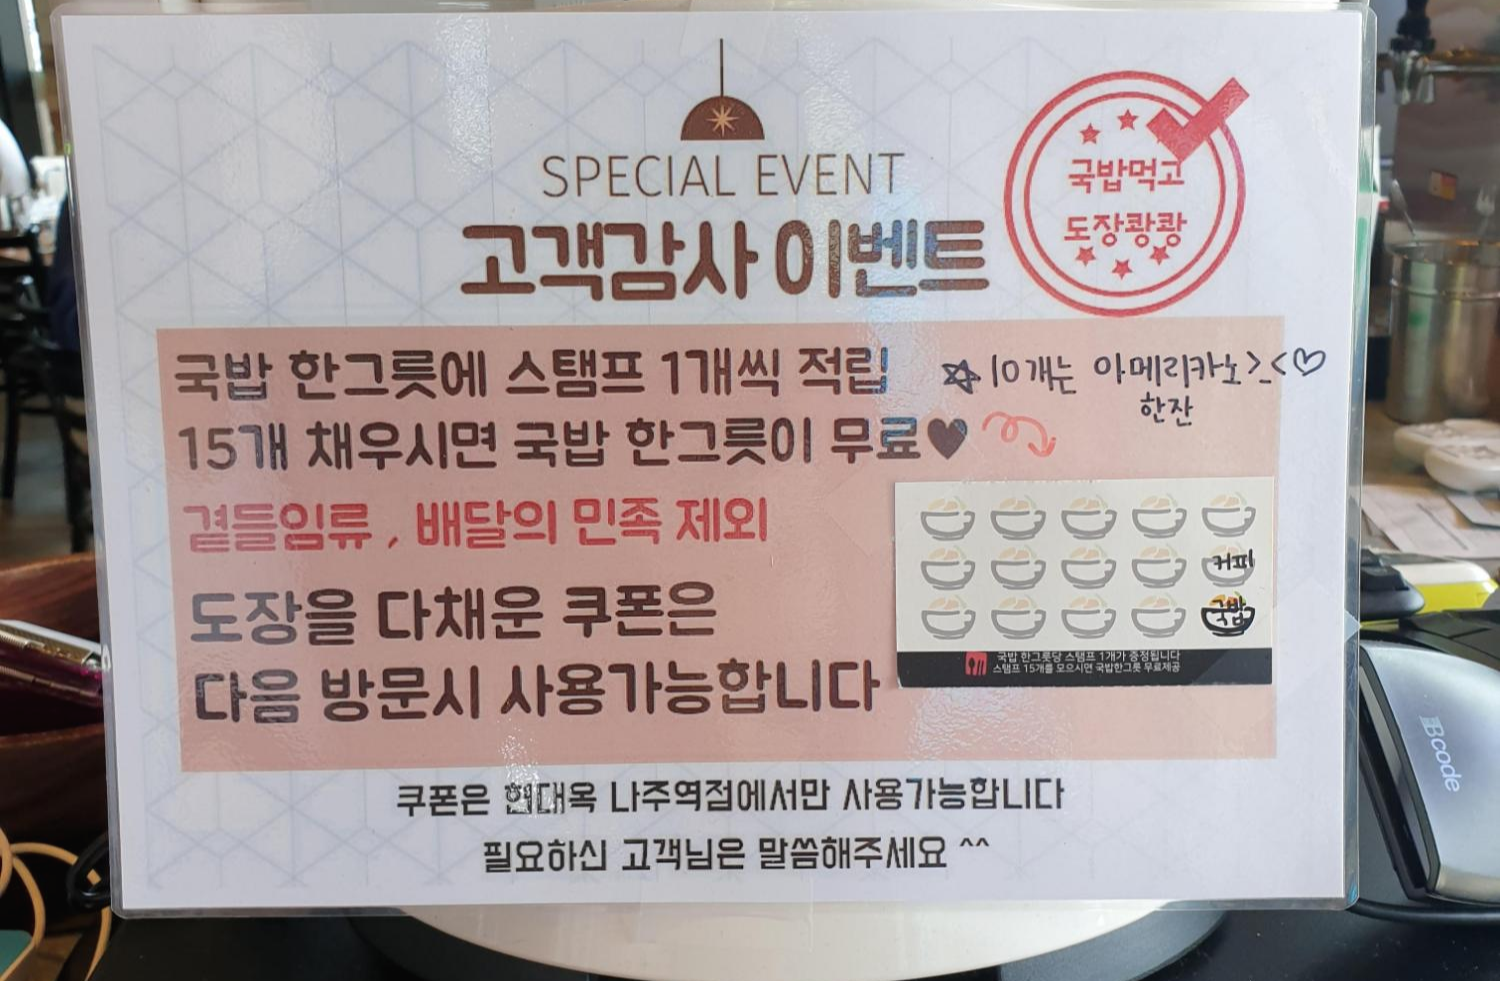 SPECIAL EVENT
고객감사 이벤트
국밥먹고
도장쾅쾅
국밥 한그릇에 스탬프 1개씩 적립
☆10개는 아메리카노>_<♡
한잔
15개 채우시면 국밥 한그릇이 무료♥
곁들임류, 배달의 민족 제외
도장을 다채운 쿠폰은
다음 방문시 사용가능합니다
커피
국밥
국밥 한그릇당 스탬프 1개가 증정됩니다
스탬프 15개를 모으시면 국밥한그릇 무료제공
쿠폰은 현대옥 나주역점에서만 사용가능합니다
필요하신 고객님은 말씀해주세요 ^^
Bcode